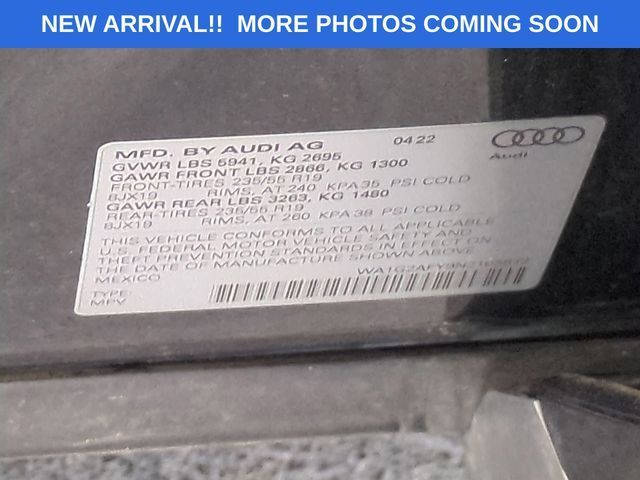 NEW ARRIVAL!! MORE PHOTOS COMING SOON
MFD. BY AUDI AG 04 22
GVWR LBS 5941, KG 2695
GAWR FRONT LBS 2866, KG 1300
FRONT-TIRES 235/55 R19
8JX19 RIMS, AT 240 KPA 35 PSI COLD
GAWR REAR LBS 3263, KG 1480
REAR-TIRES 235/55 R19
8JX19 RIMS, AT 260 KPA 38 PSI COLD
THIS VEHICLE CONFORMS TO ALL APPLICABLE
U.S. FEDERAL MOTOR VEHICLE SAFETY AND
THEFT PREVENTION STANDARDS IN EFFECT ON
THE DATE OF MANUFACTURE SHOWN ABOVE.
MEXICO
TYPE:
MPV
Audi